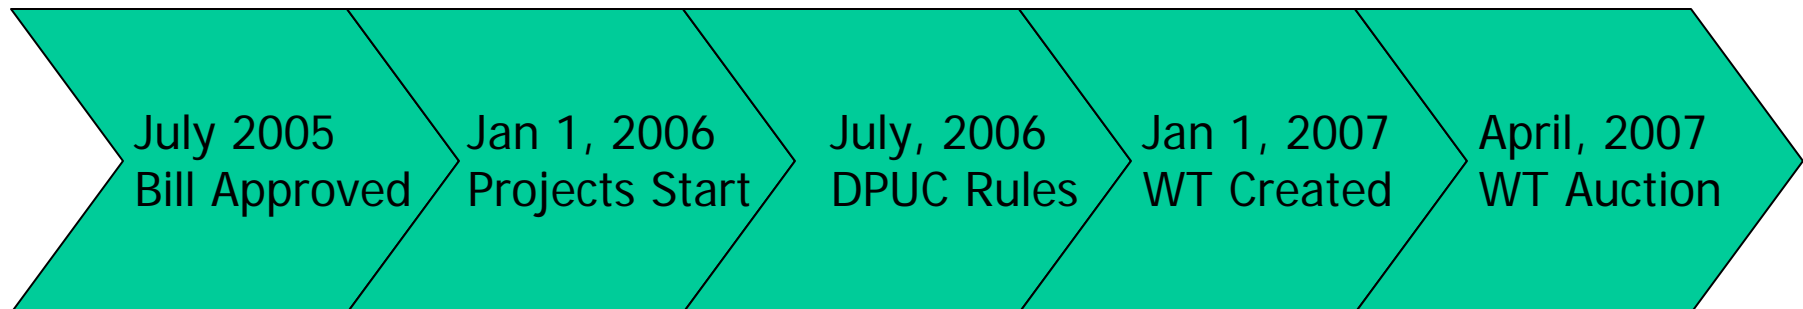 July 2005
Bill Approved
Jan 1, 2006
Projects Start
July, 2006
DPUC Rules
Jan 1, 2007
WT Created
April, 2007
WT Auction